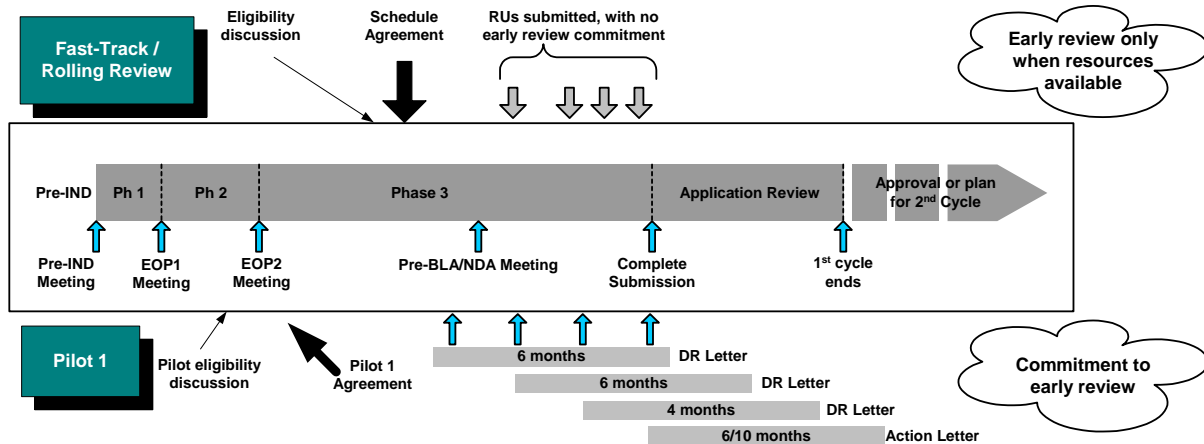 Fast-Track /
Rolling Review
Eligibility
discussion
Schedule
Agreement
RUs submitted, with no
early review commitment
Early review only
when resources
available
Pre-IND
Ph 1
Ph 2
Phase 3
Application Review
Approval or plan
for 2nd Cycle
Pre-IND
Meeting
EOP1
Meeting
EOP2
Meeting
Pre-BLA/NDA Meeting
Complete
Submission
1st cycle
ends
Pilot 1
Pilot eligibility
discussion
Pilot 1
Agreement
6 months
DR Letter
6 months
DR Letter
4 months
DR Letter
6/10 months
Action Letter
Commitment to
early review